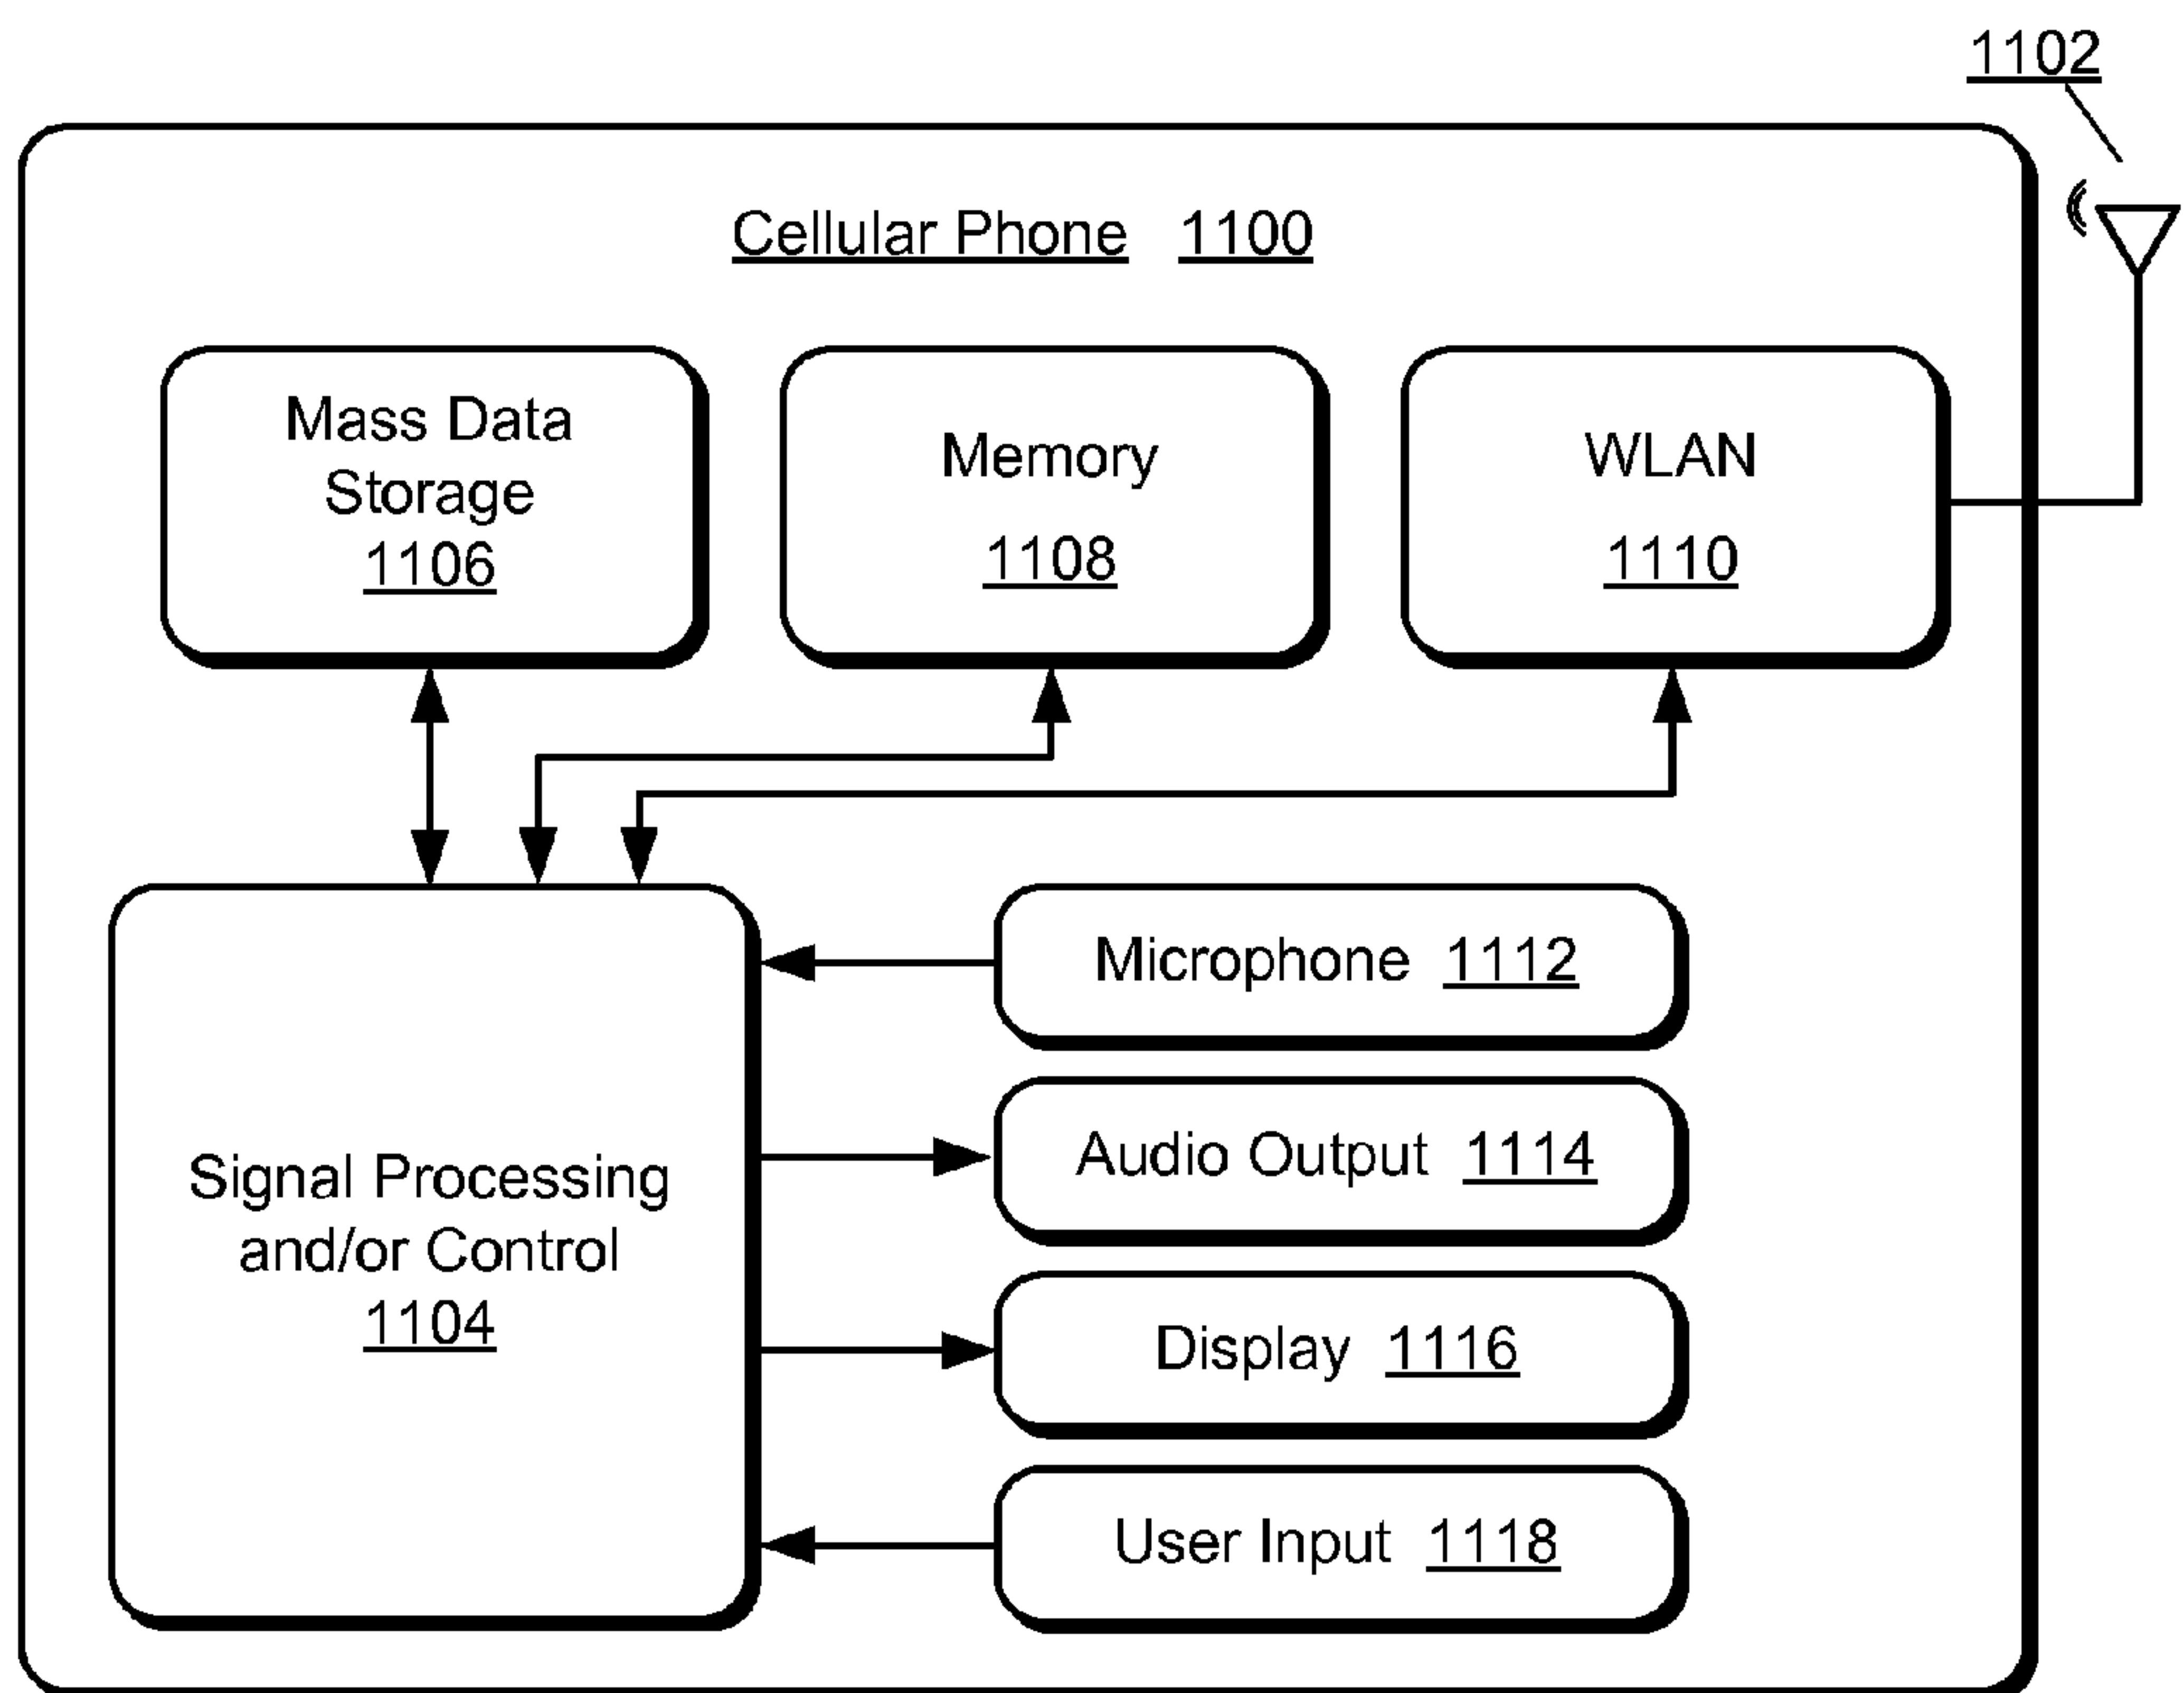 1102
Cellular Phone 1100
Mass Data
Storage
1106
Memory
1108
WLAN
1110
Signal Processing
and/or Control
1104
Microphone 1112
Audio Output 1114
Display 1116
User Input 1118